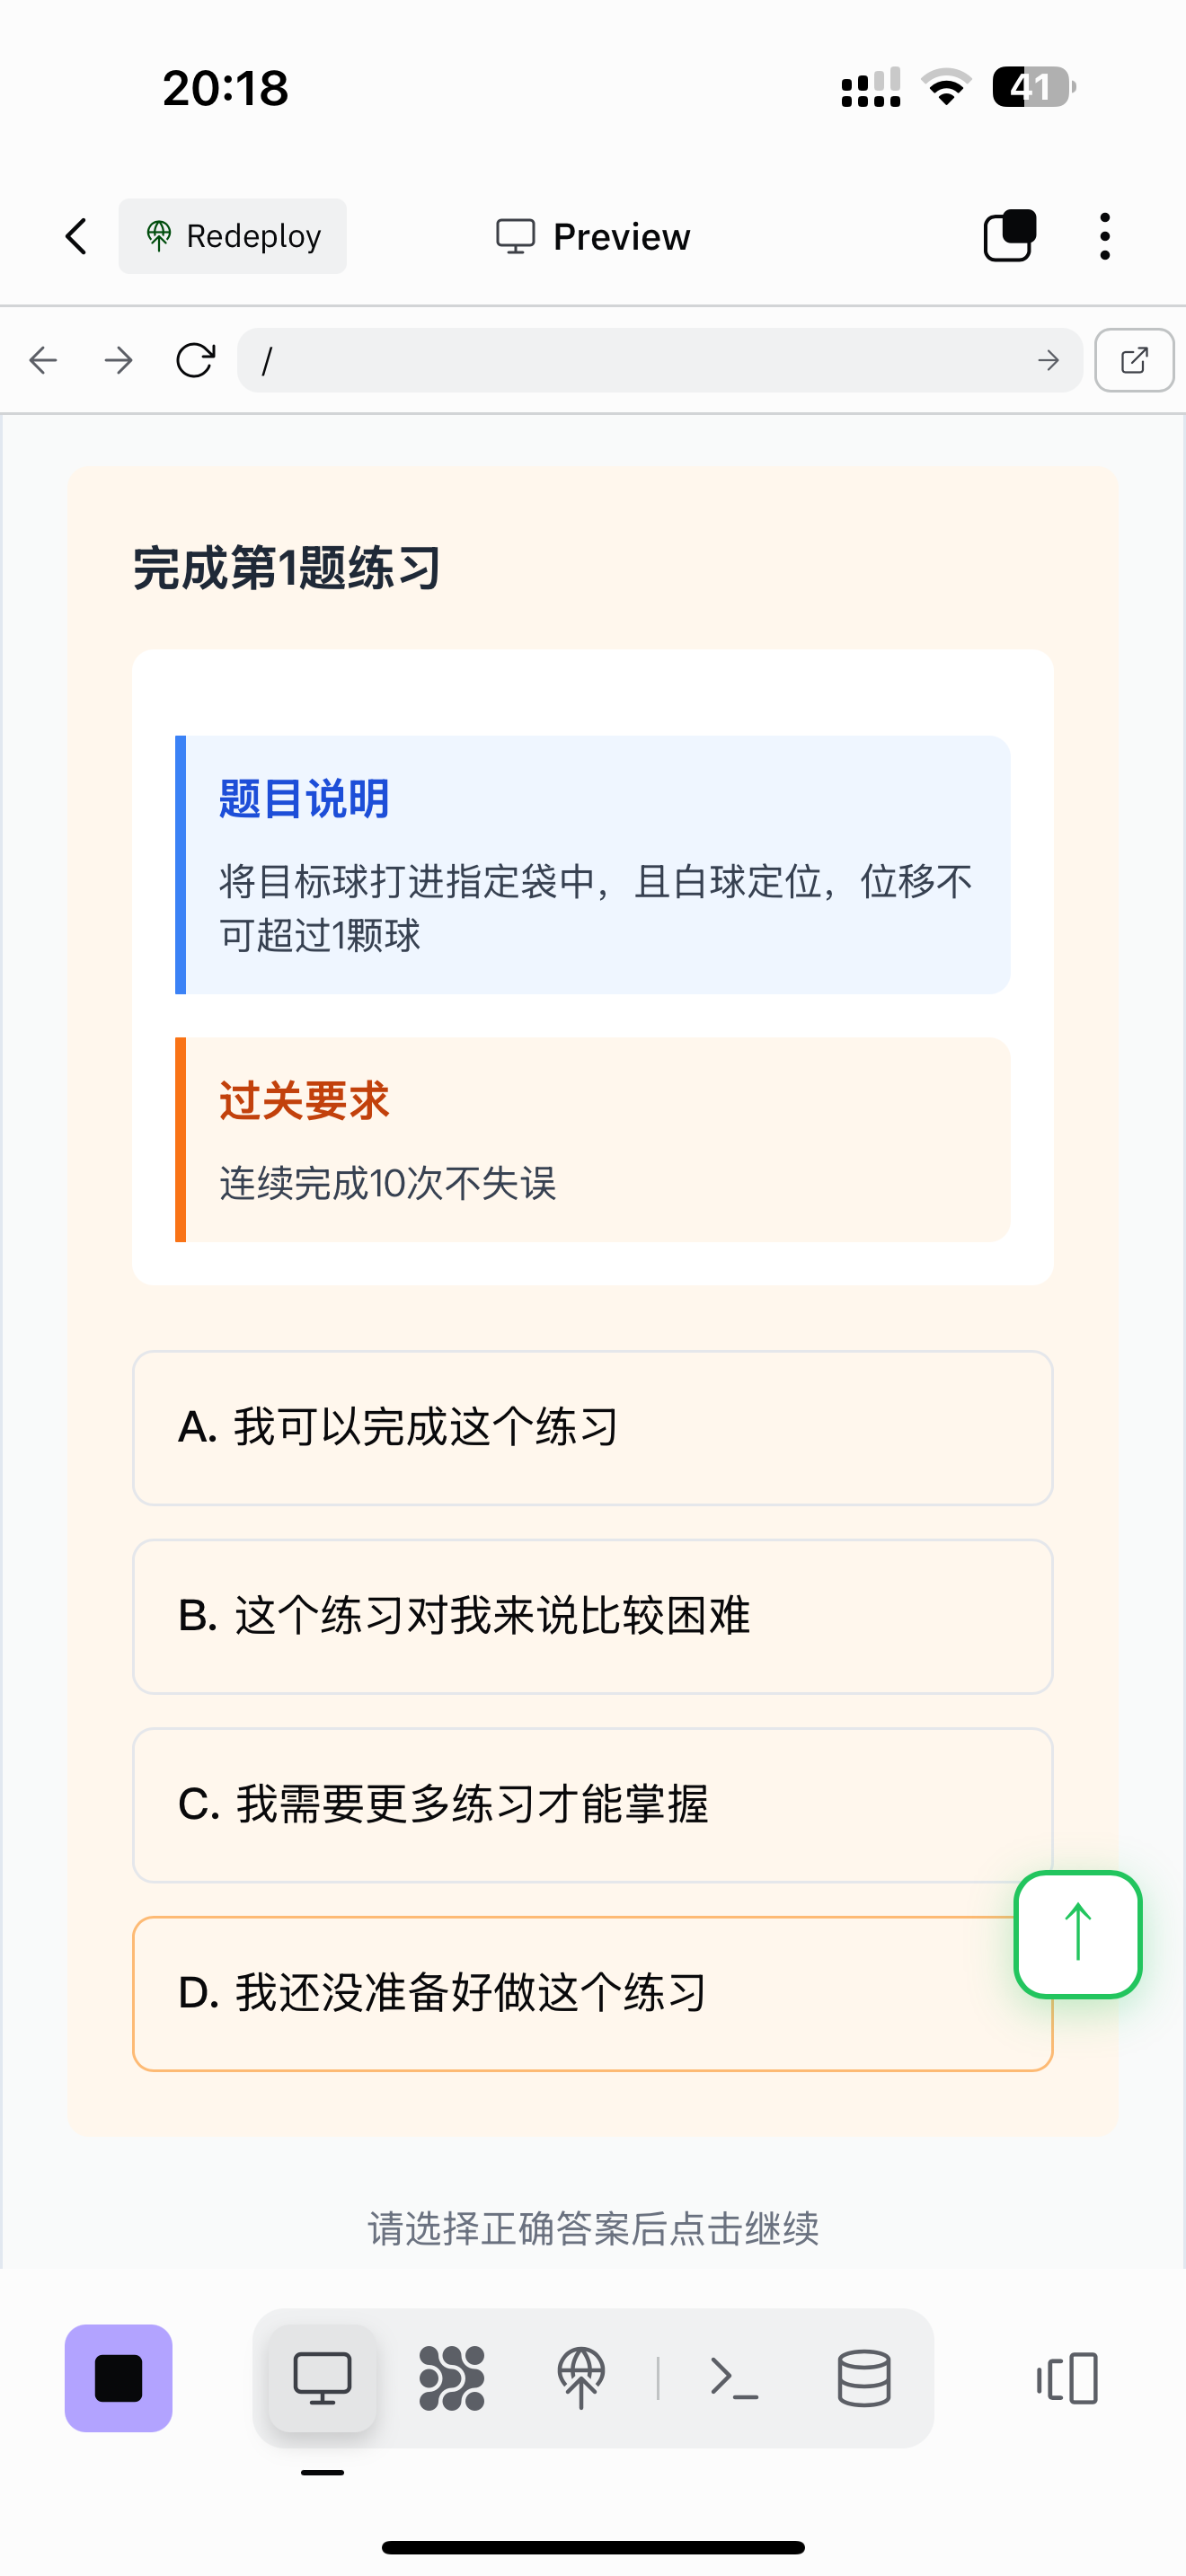 20:18
41
Redeploy
Preview
/
完成第1题练习
题目说明
将目标球打进指定袋中，且白球定位，位移不
可超过1颗球
过关要求
连续完成10次不失误
A. 我可以完成这个练习
B. 这个练习对我来说比较困难
C. 我需要更多练习才能掌握
D. 我还没准备好做这个练习
请选择正确答案后点击继续